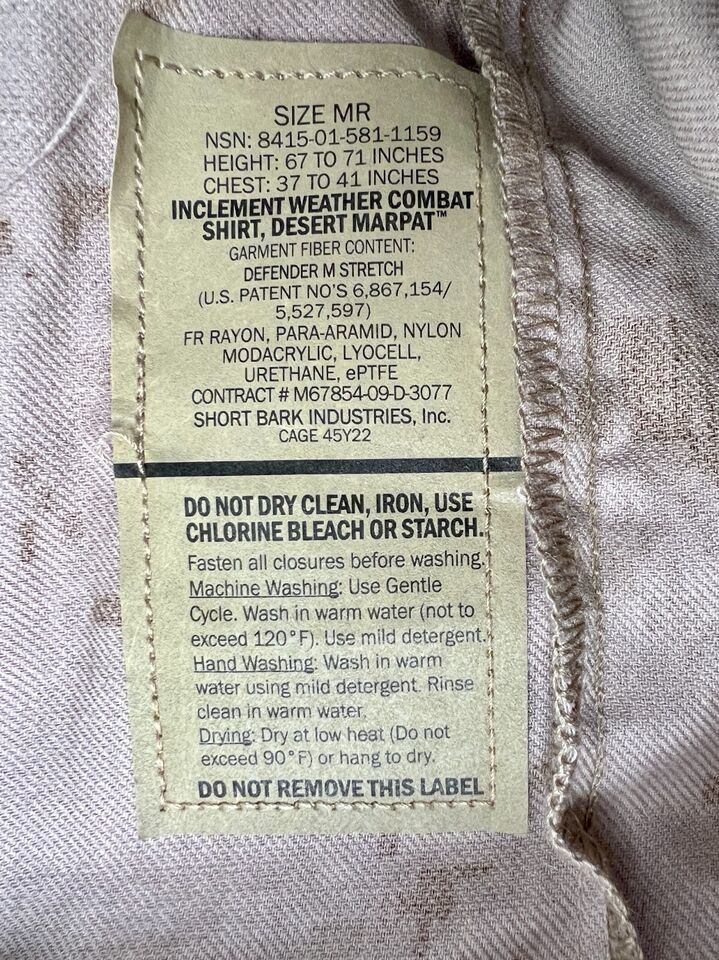 SIZE MR
NSN: 8415-01-581-1159
HEIGHT: 67 TO 71 INCHES
CHEST: 37 TO 41 INCHES
INCLEMENT WEATHER COMBAT
SHIRT, DESERT MARPAT™
GARMENT FIBER CONTENT:
DEFENDER M STRETCH
(U.S. PATENT NO'S 6,867,154/
5,527,597)
FR RAYON, PARA-ARAMID, NYLON
MODACRYLIC, LYOCELL,
URETHANE, ePTFE
CONTRACT # M67854-09-D-3077
SHORT BARK INDUSTRIES, Inc.
CAGE 45Y22
DO NOT DRY CLEAN, IRON, USE
CHLORINE BLEACH OR STARCH.
Fasten all closures before washing.
Machine Washing: Use Gentle
Cycle. Wash in warm water (not to
exceed 120°F). Use mild detergent.
Hand Washing: Wash in warm
water using mild detergent. Rinse
clean in warm water.
Drying: Dry at low heat (Do not
exceed 90°F) or hang to dry.
DO NOT REMOVE THIS LABEL